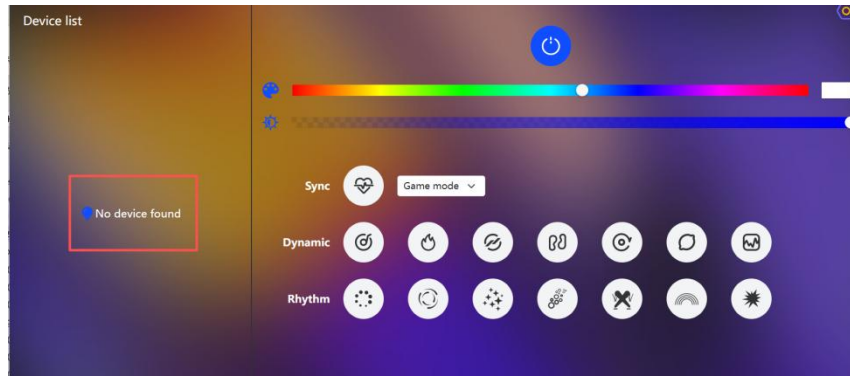 Device list
No device found
Sync
Game mode
Dynamic
Rhythm